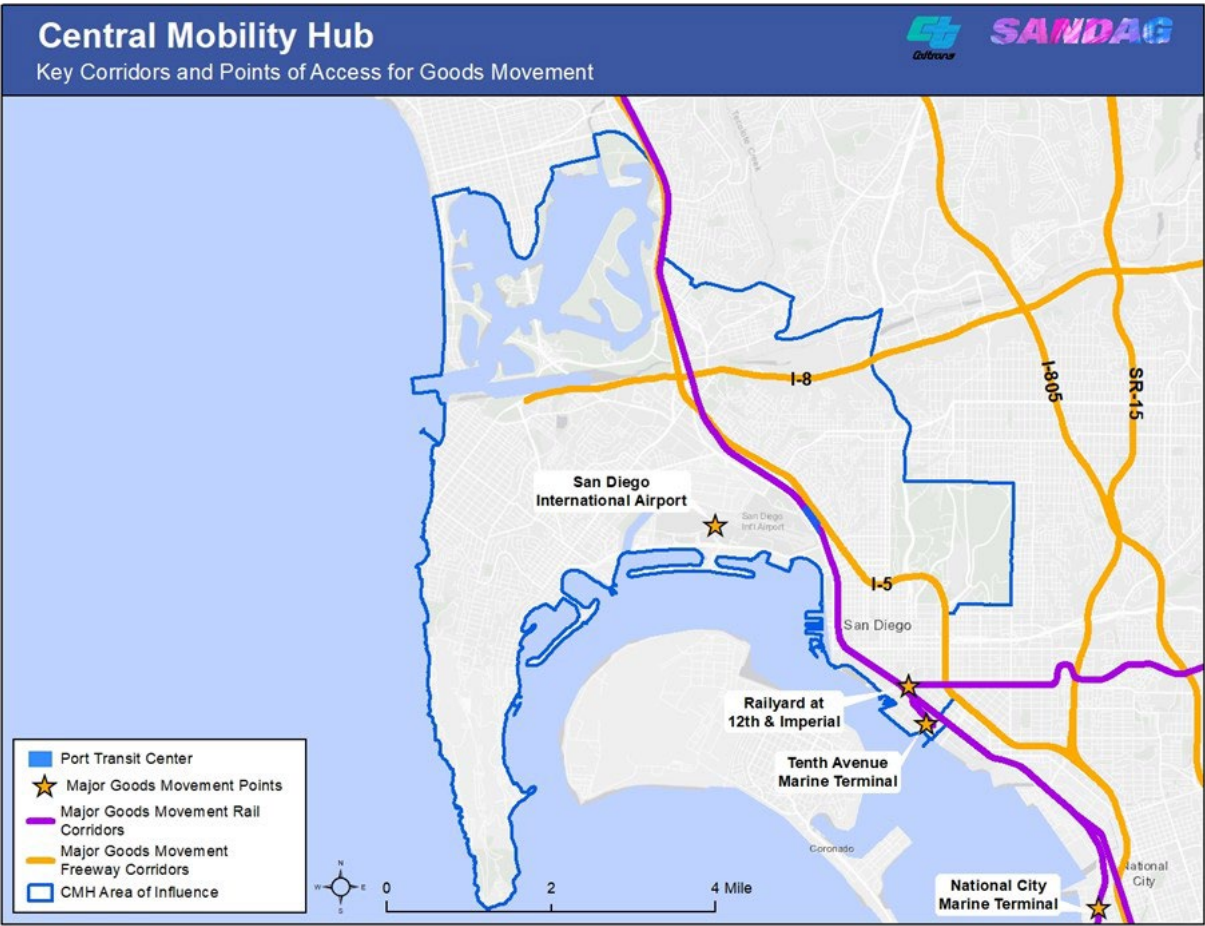 Central Mobility Hub
Key Corridors and Points of Access for Goods Movement
Caltrans
SANDAG
Tecolote Creek
I-8
I-805
SR-15
San Diego
International Airport
San Diego
Int'l Airport
I-5
San Diego
Railyard at
12th & Imperial
Tenth Avenue
Marine Terminal
Coronado
National
City
National City
Marine Terminal
Port Transit Center
Major Goods Movement Points
Major Goods Movement Rail
Corridors
Major Goods Movement
Freeway Corridors
CMH Area of Influence
N
W E
S
0 2 4 Mile